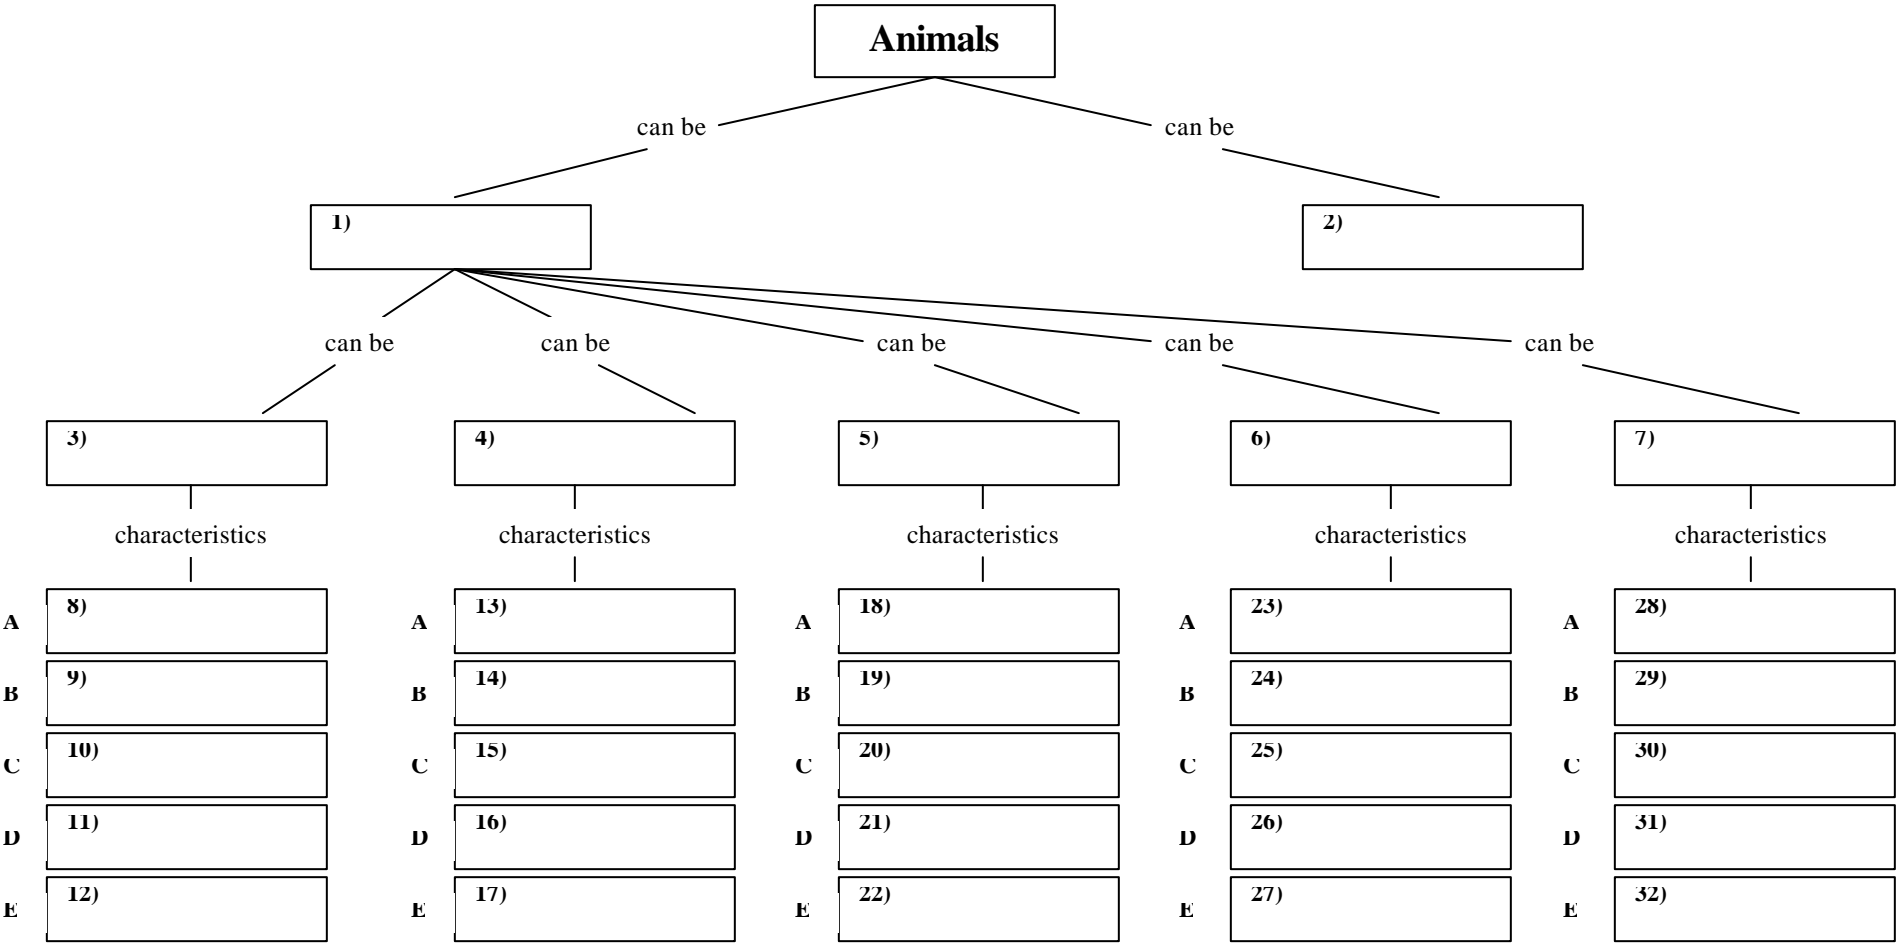 Animals
can be can be
1) 2)
can be can be can be can be can be
3) 4) 5) 6) 7)
characteristics characteristics characteristics characteristics characteristics
A 8) A 13) A 18) A 23) A 28)
B 9) B 14) B 19) B 24) B 29)
C 10) C 15) C 20) C 25) C 30)
D 11) D 16) D 21) D 26) D 31)
E 12) E 17) E 22) E 27) E 32)